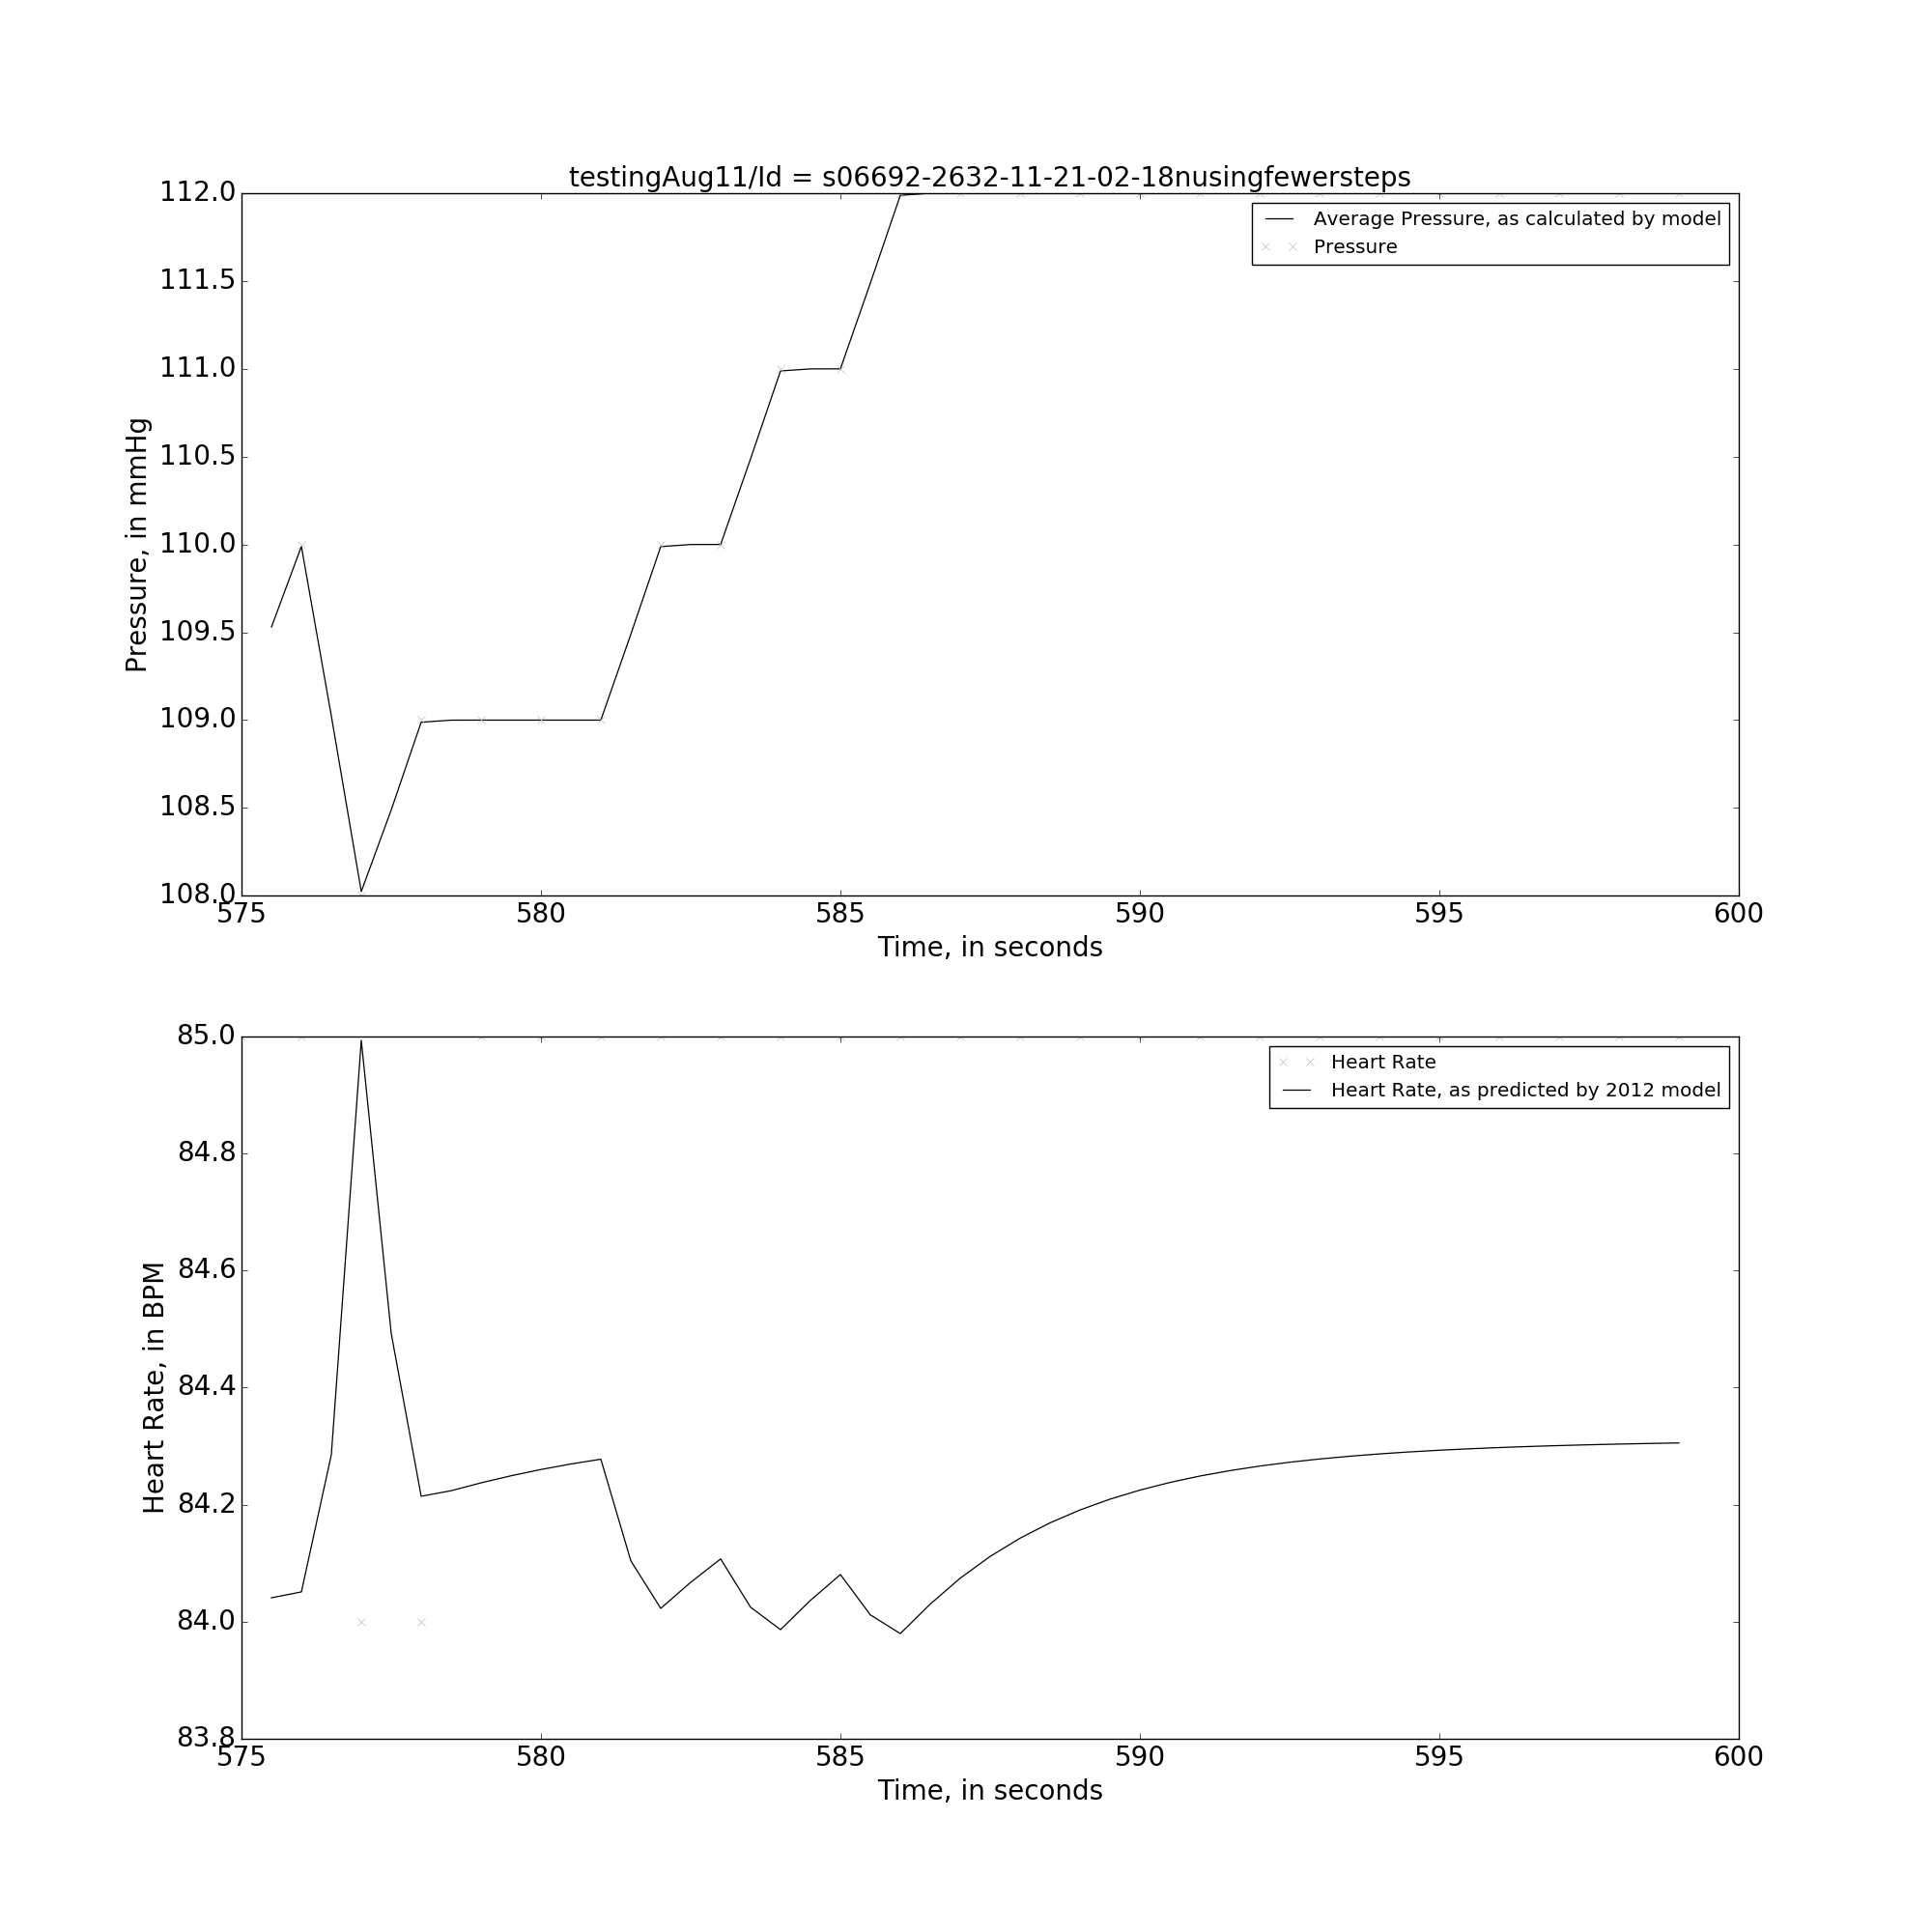 testingAug11/Id = s06692-2632-11-21-02-18nusingfewersteps
112.0
111.5
111.0
110.5
110.0
109.5
109.0
108.5
108.0
Pressure, in mmHg
Average Pressure, as calculated by model
Pressure
575 580 585 590 595 600
Time, in seconds
85.0
84.8
84.6
84.4
84.2
84.0
83.8
Heart Rate, in BPM
Heart Rate
Heart Rate, as predicted by 2012 model
575 580 585 590 595 600
Time, in seconds